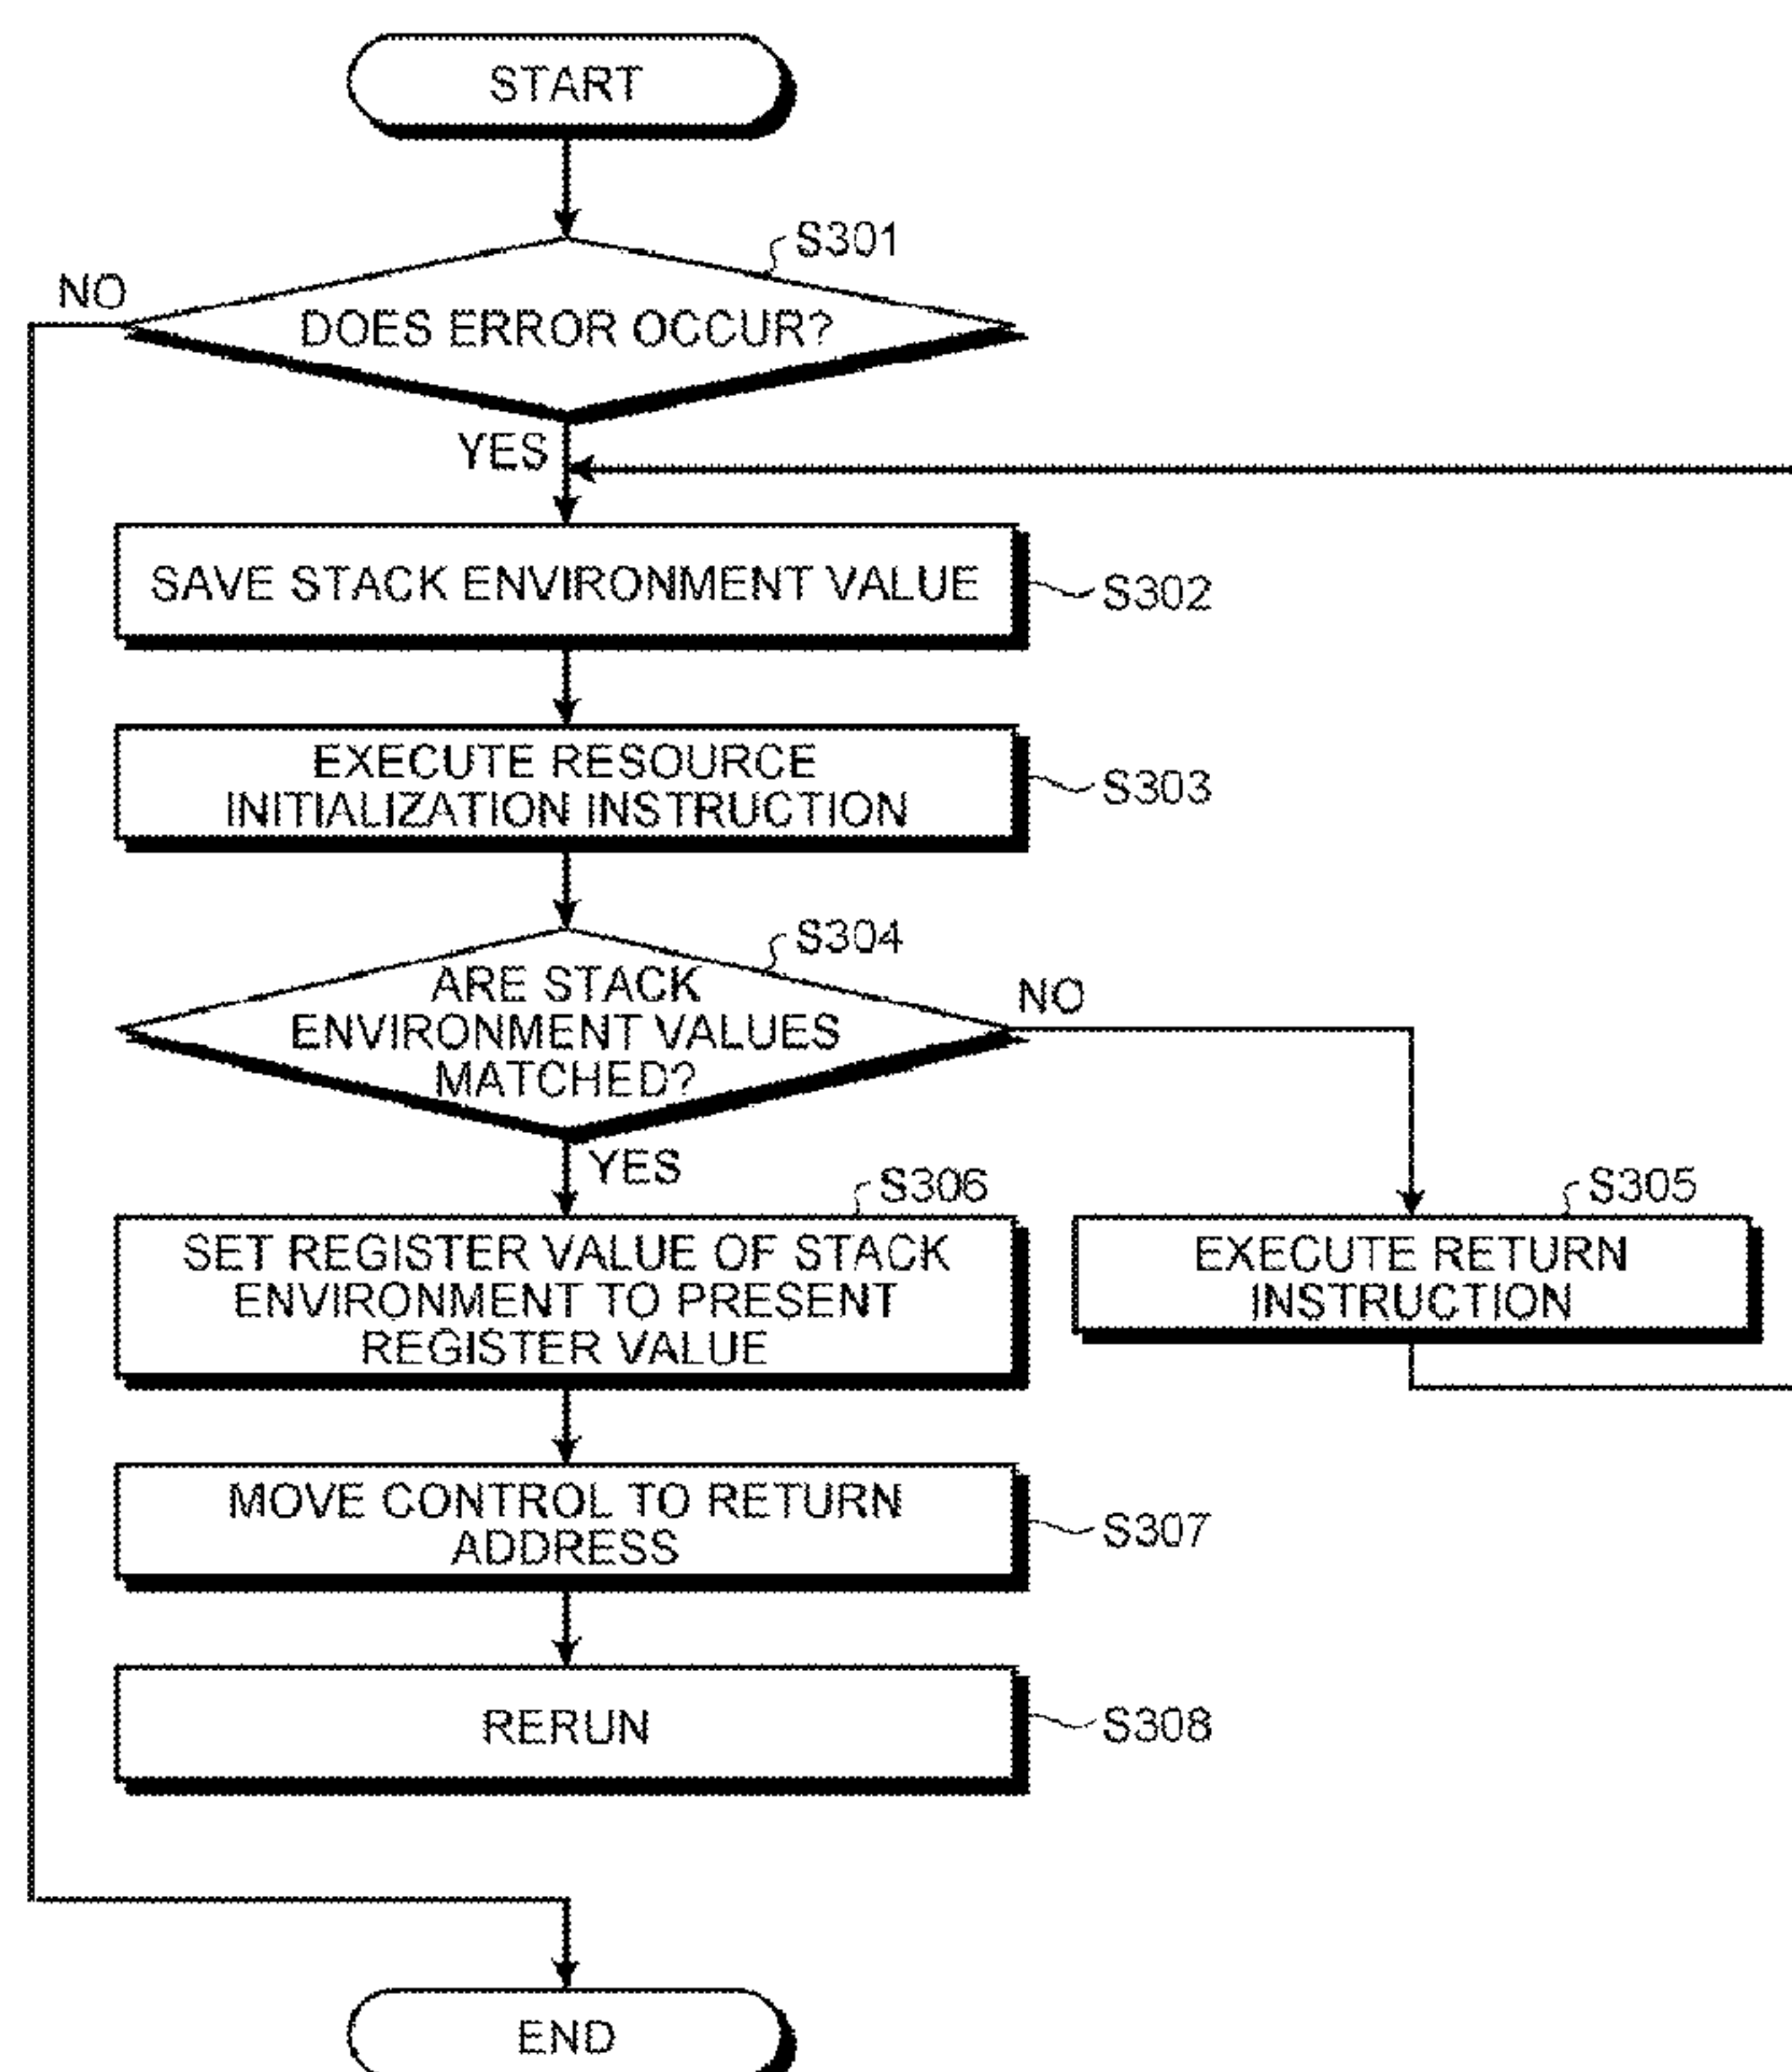 START
S301
NO
DOES ERROR OCCUR?
YES
SAVE STACK ENVIRONMENT VALUE
S302
EXECUTE RESOURCE
INITIALIZATION INSTRUCTION
S303
S304
ARE STACK
ENVIRONMENT VALUES
MATCHED?
NO
YES
S306
SET REGISTER VALUE OF STACK
ENVIRONMENT TO PRESENT
REGISTER VALUE
S305
EXECUTE RETURN
INSTRUCTION
MOVE CONTROL TO RETURN
ADDRESS
S307
RERUN
S308
END